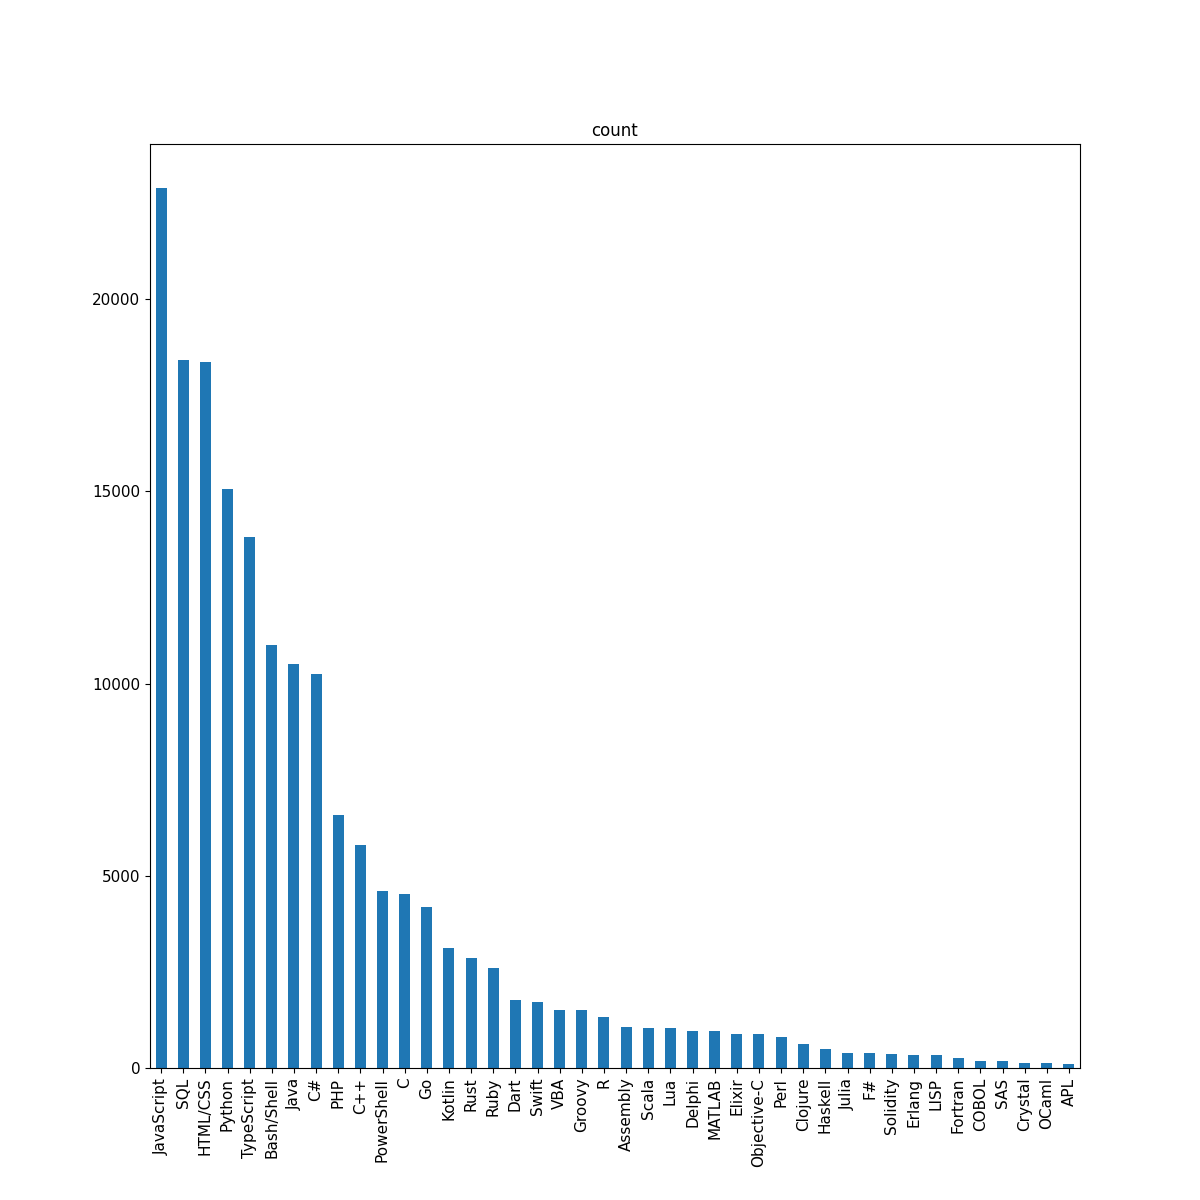 count
20000
15000
10000
5000
0
JavaScript
SQL
HTML/CSS
Python
TypeScript
Bash/Shell
Java
C#
PHP
C++
PowerShell
C
Go
Kotlin
Rust
Ruby
Dart
Swift
VBA
Groovy
R
Assembly
Scala
Lua
Delphi
MATLAB
Elixir
Objective-C
Perl
Clojure
Haskell
Julia
F#
Solidity
Erlang
LISP
Fortran
COBOL
SAS
Crystal
OCaml
APL